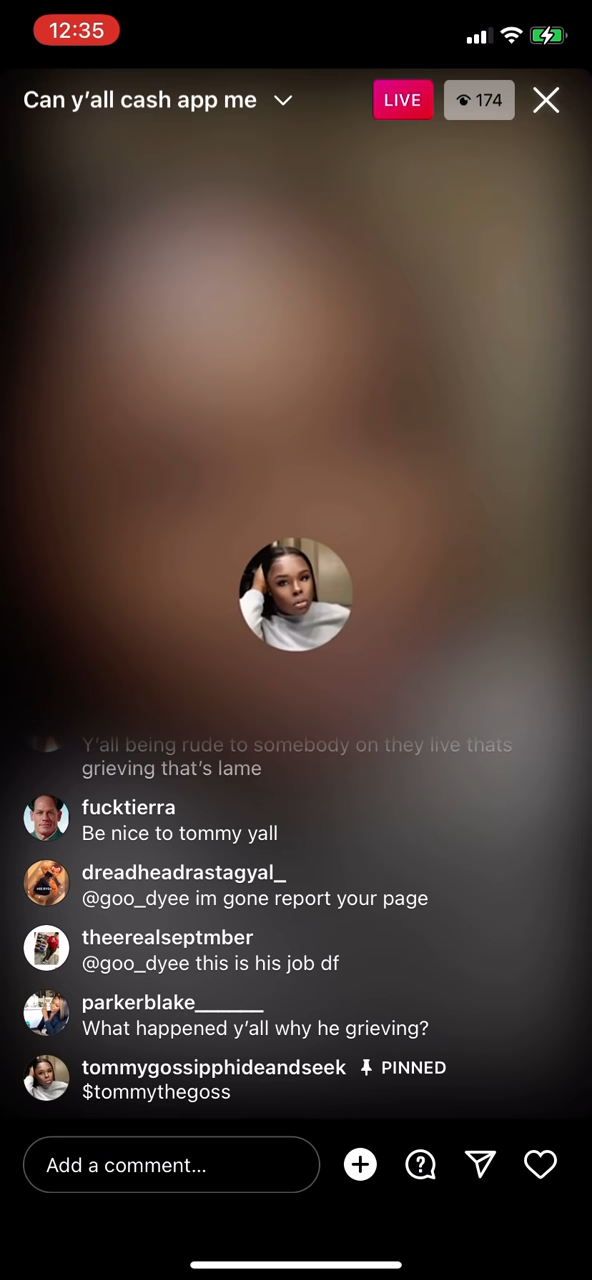 12:35
Can y’all cash app me
LIVE
174
Y’all being rude to somebody on they live thats
grieving that’s lame
fucktierra
Be nice to tommy yall
dreadheadrastagyal_
@goo_dyee im gone report your page
theerealseptmber
@goo_dyee this is his job df
parkerblake_______
What happened y’all why he grieving?
tommygossipphideandseek PINNED
$tommythegoss
Add a comment...